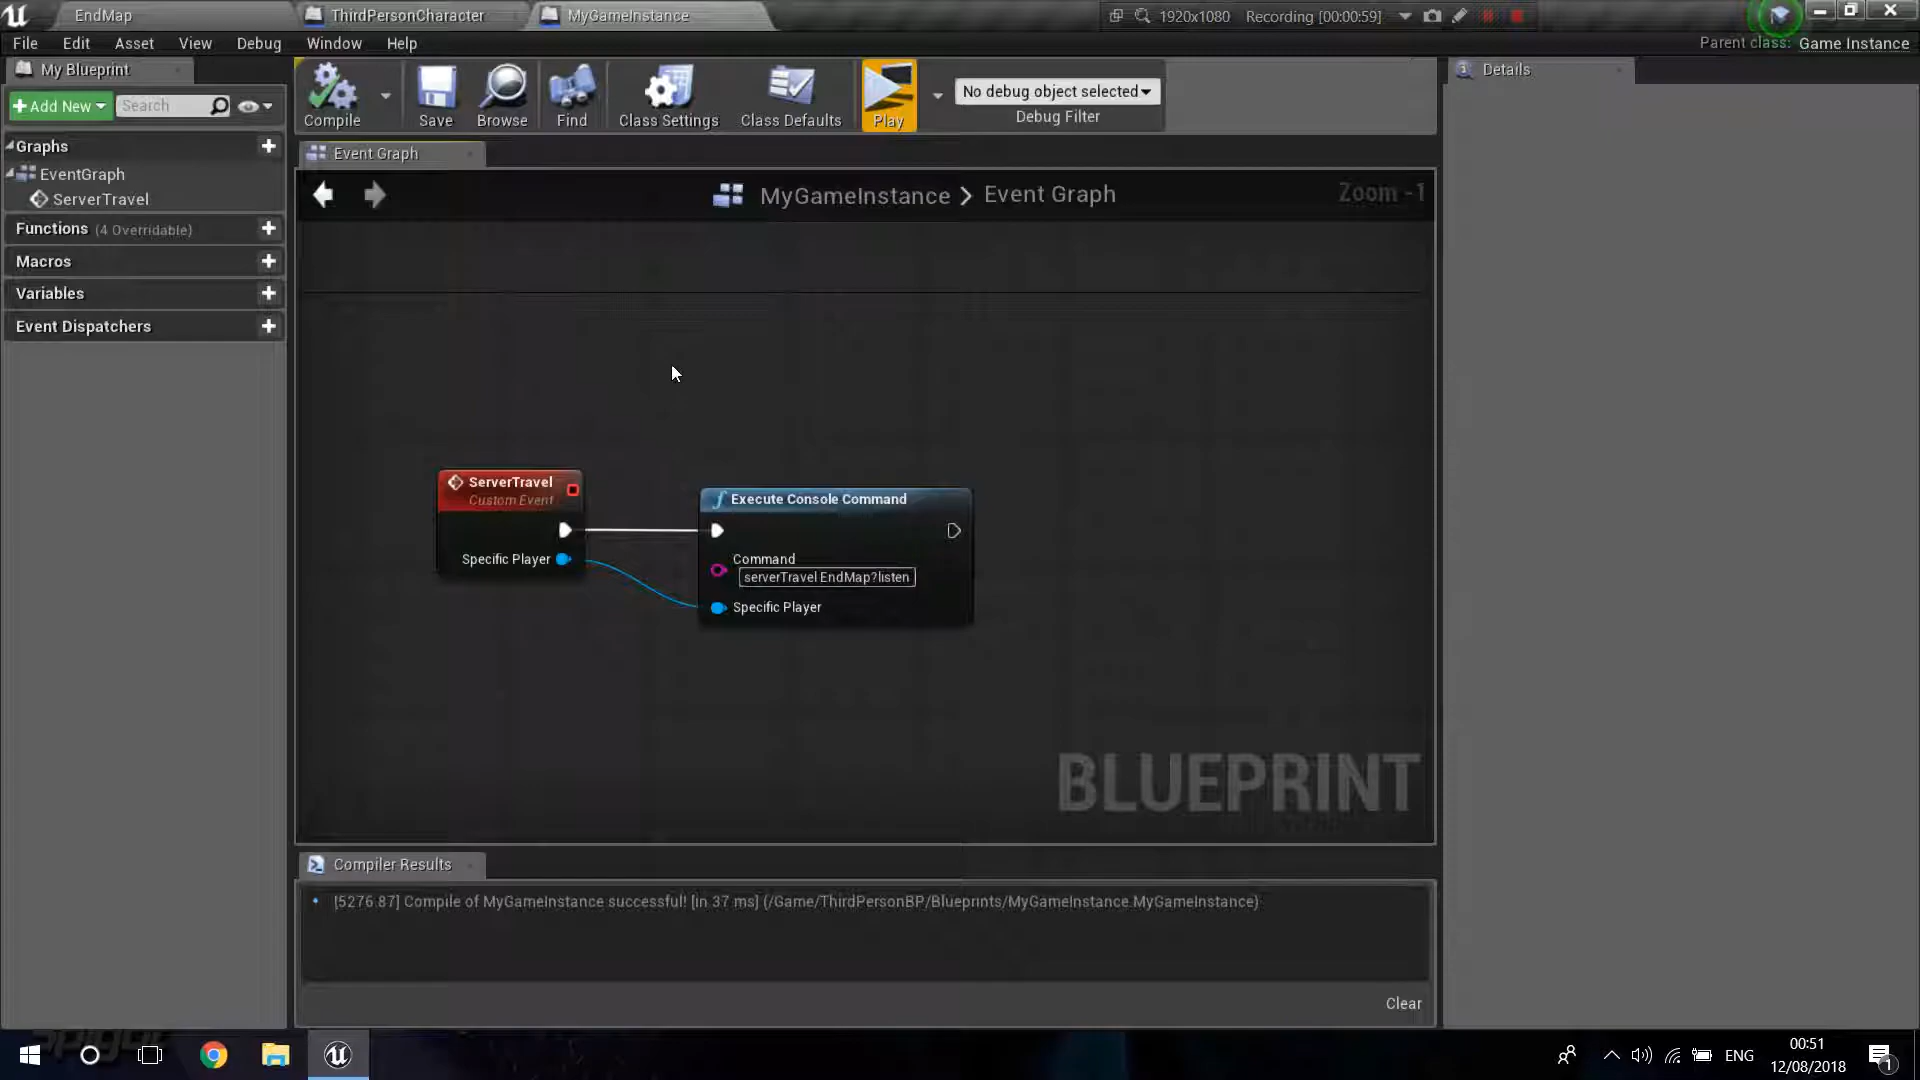 EndMap
ThirdPersonCharacter
MyGameInstance
1920x1080
Recording [00:00:59]
File
Edit
Asset
View
Debug
Window
Help
Parent class: Game Instance
My Blueprint
Details
Add New
Search
Compile
Save
Browse
Find
Class Settings
Class Defaults
Play
No debug object selected
Debug Filter
Graphs
EventGraph
ServerTravel
Functions (4 Overridable)
Macros
Variables
Event Dispatchers
Event Graph
MyGameInstance > Event Graph
Zoom -1
ServerTravel
Custom Event
Specific Player
Execute Console Command
Command
serverTravel EndMap?listen
Specific Player
BLUEPRINT
Compiler Results
[5276.87] Compile of MyGameInstance successful! [in 37 ms] (/Game/ThirdPersonBP/Blueprints/MyGameInstance.MyGameInstance)
Clear
ENG
00:51
12/08/2018
1